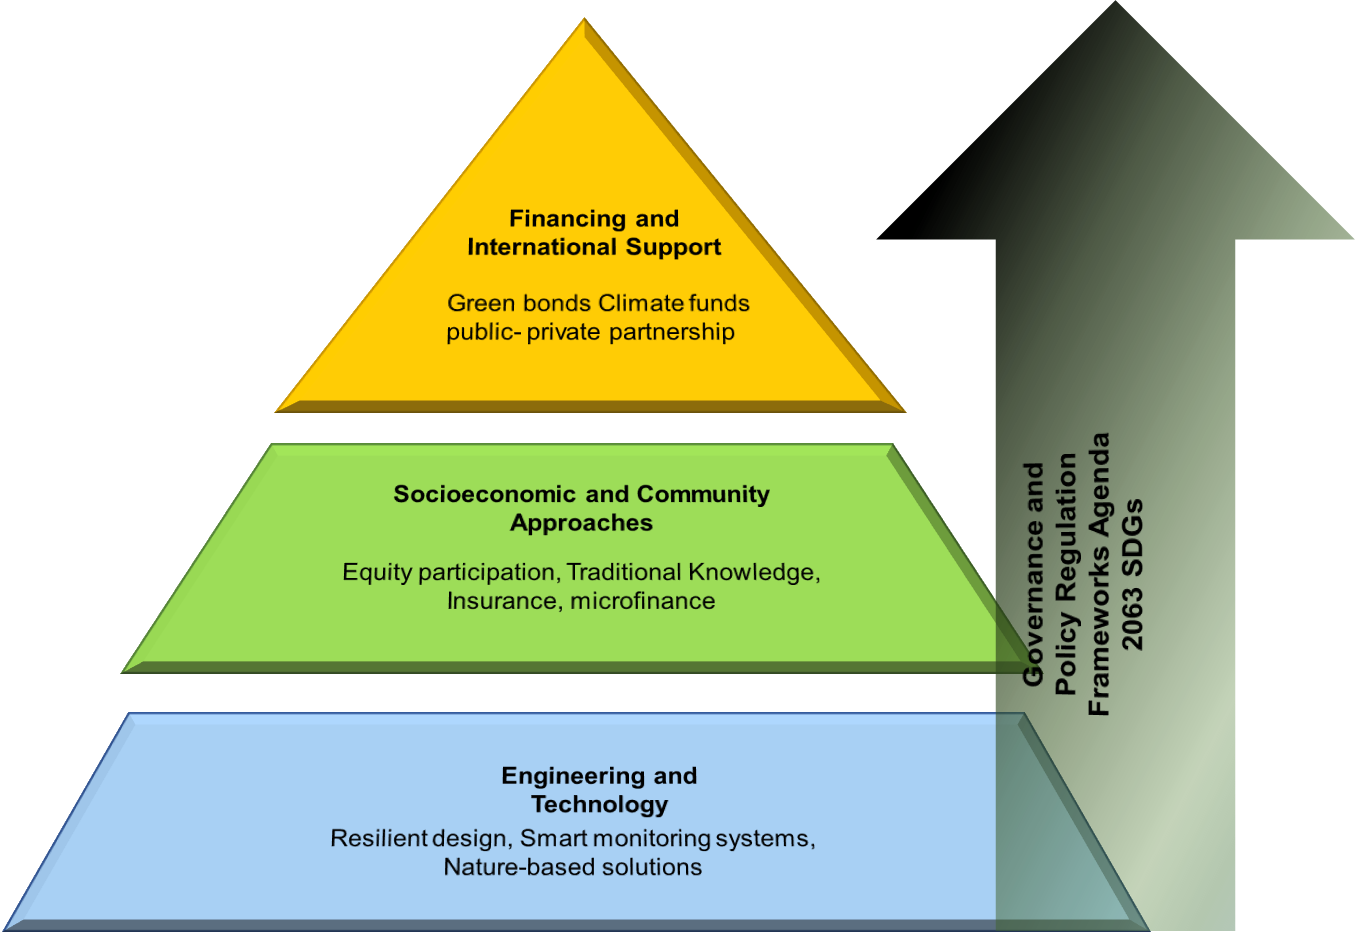 Financing and
International Support
Green bonds Climate funds
public- private partnership
Socioeconomic and Community
Approaches
Equity participation, Traditional Knowledge,
Insurance, microfinance
Engineering and
Technology
Resilient design, Smart monitoring systems,
Nature-based solutions
Governance and
Policy Regulation
Frameworks Agenda
2063 SDGs